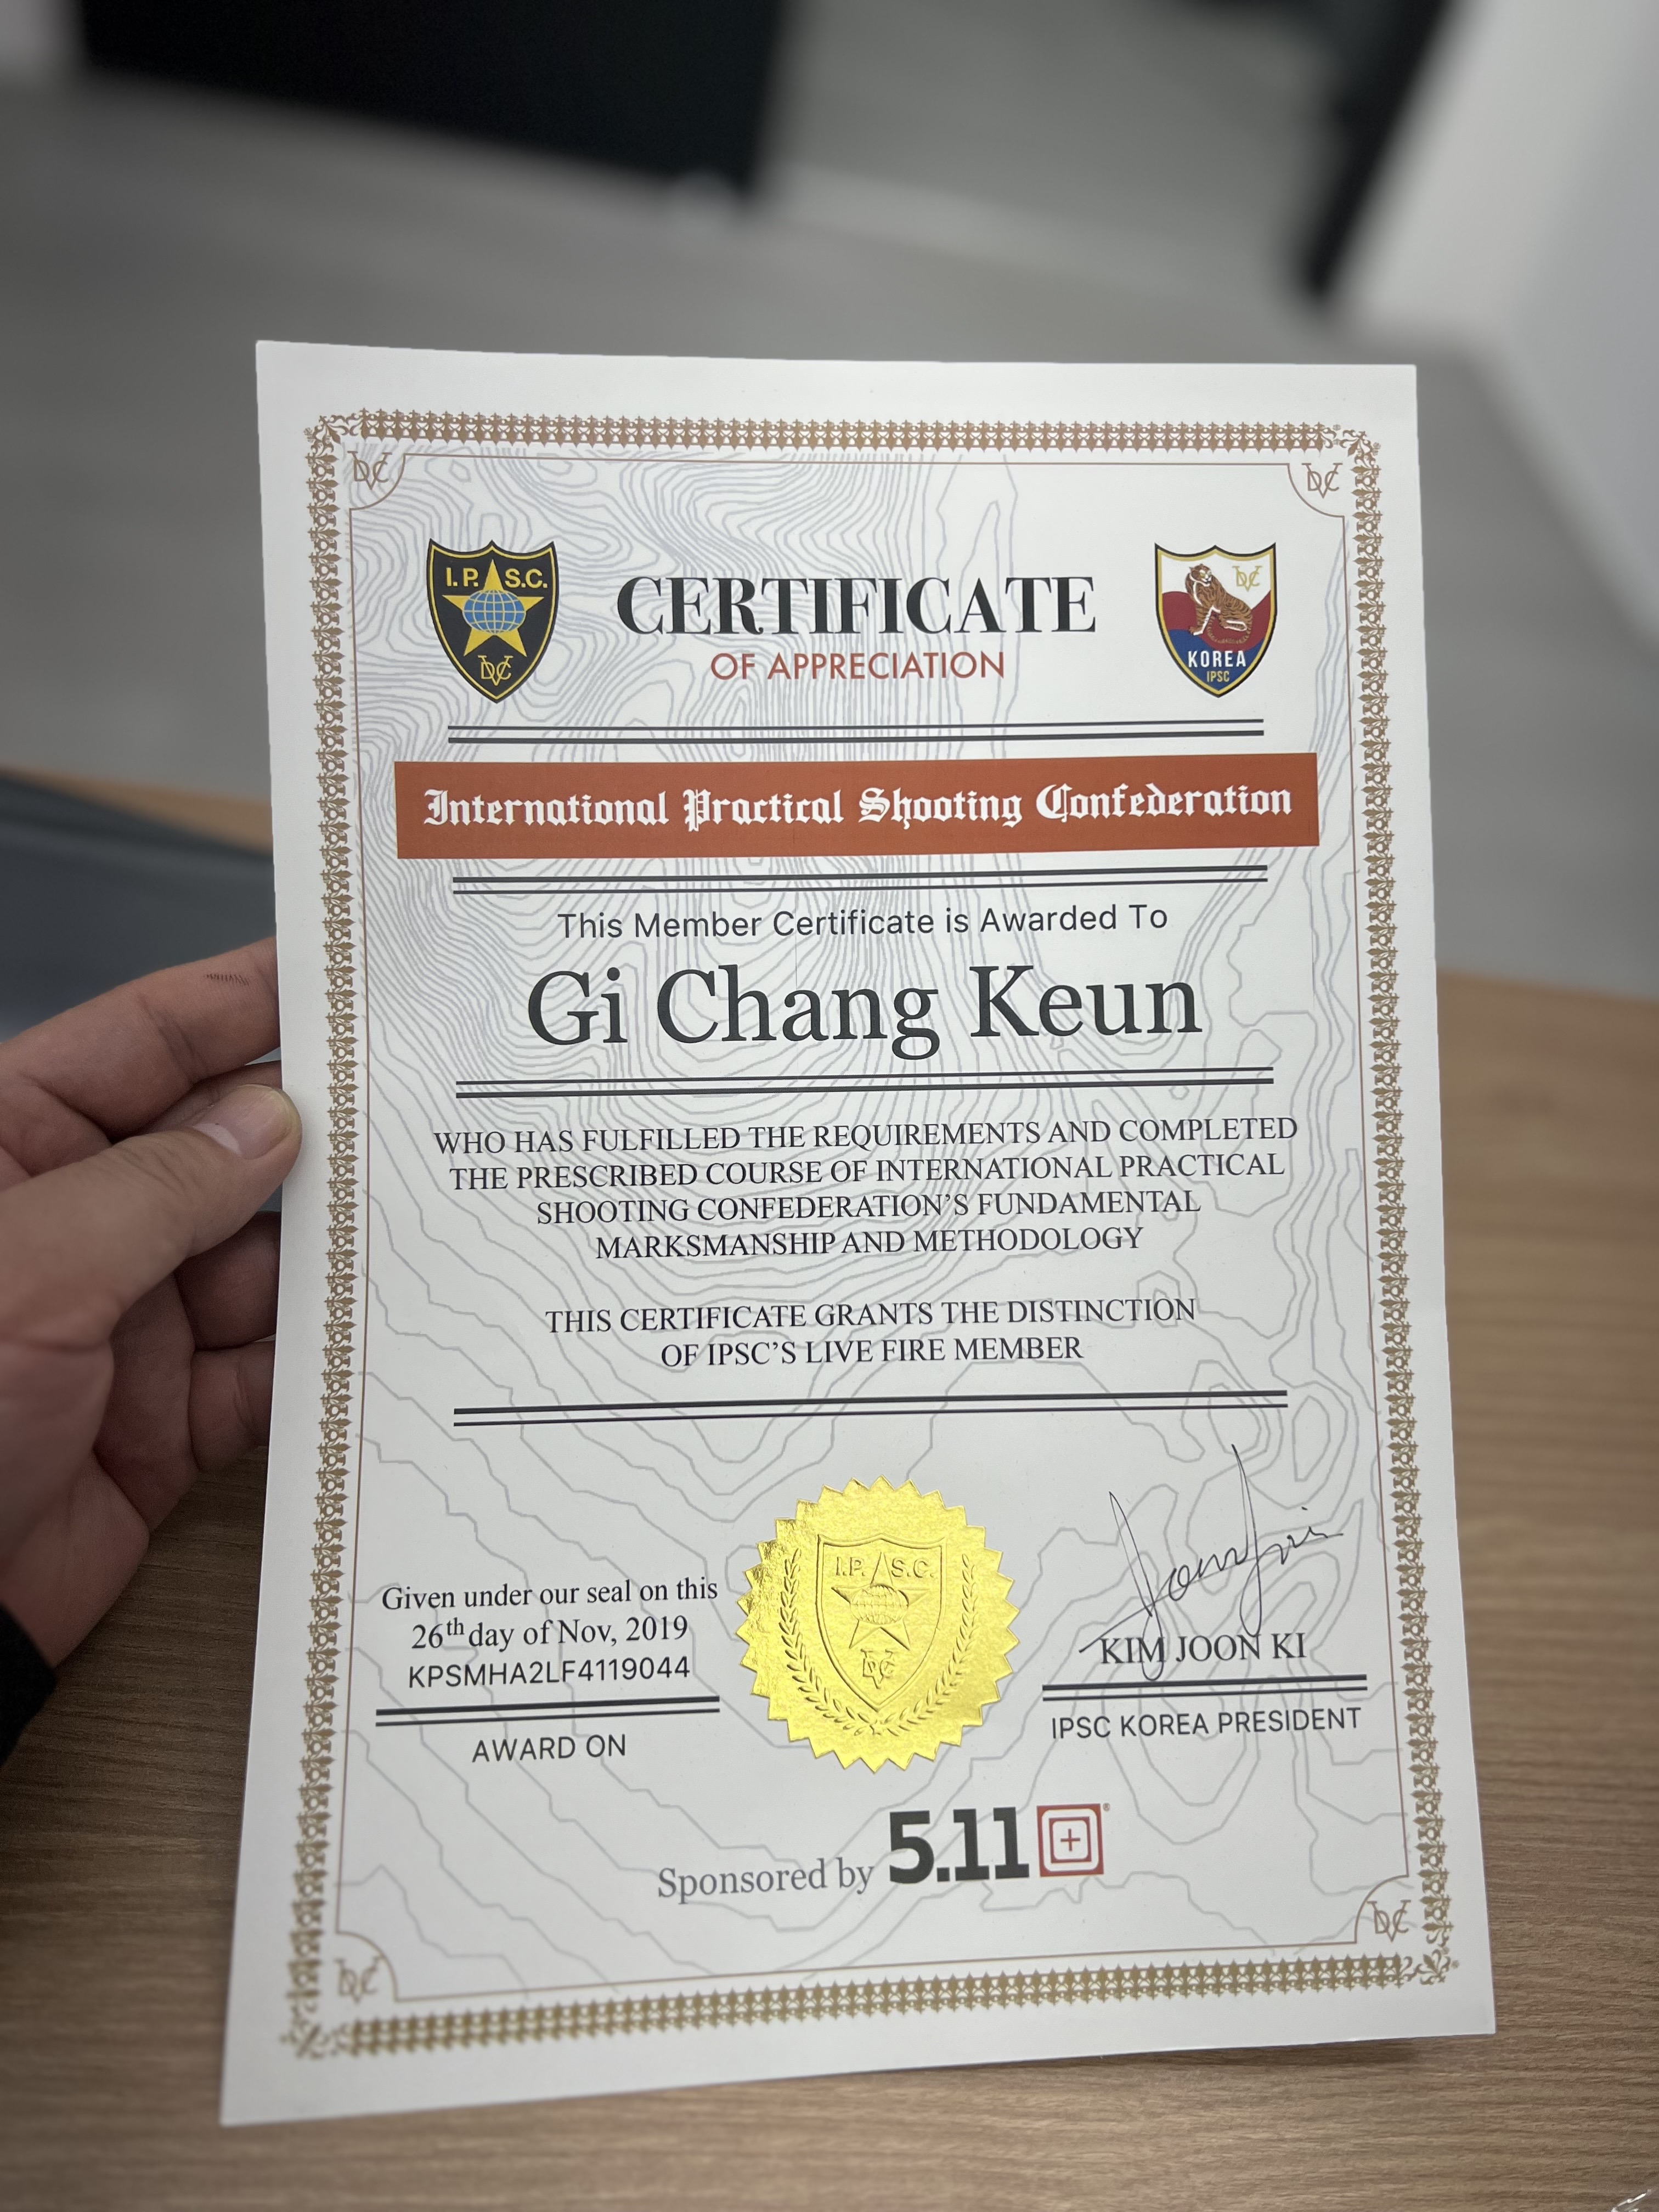 I.P.S.C.
DVC
CERTIFICATE
OF APPRECIATION
DVC
KOREA
IPSC
International Practical Shooting Confederation
This Member Certificate is Awarded To
Gi Chang Keun
WHO HAS FULFILLED THE REQUIREMENTS AND COMPLETED
THE PRESCRIBED COURSE OF INTERNATIONAL PRACTICAL
SHOOTING CONFEDERATION'S FUNDAMENTAL
MARKSMANSHIP AND METHODOLOGY
THIS CERTIFICATE GRANTS THE DISTINCTION
OF IPSC'S LIVE FIRE MEMBER
Given under our seal on this
26th day of Nov, 2019
KPSMHA2LF4119044
AWARD ON
I.P.S.C.
DVC
KIM JOON KI
IPSC KOREA PRESIDENT
Sponsored by 5.11